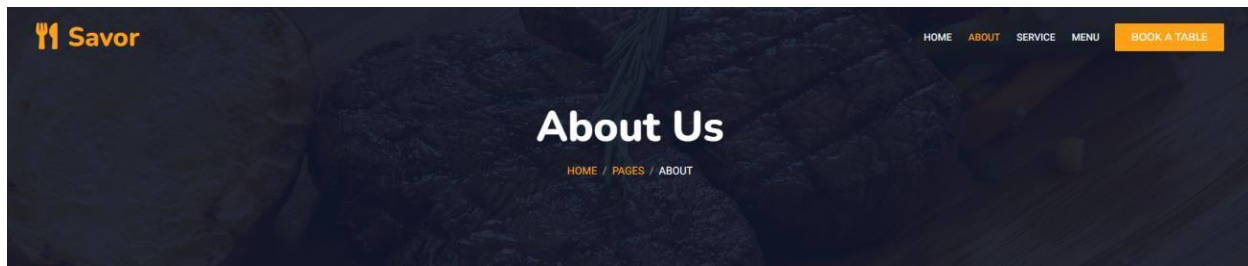 Savor
HOME ABOUT SERVICE MENU BOOK A TABLE
About Us
HOME / PAGES / ABOUT